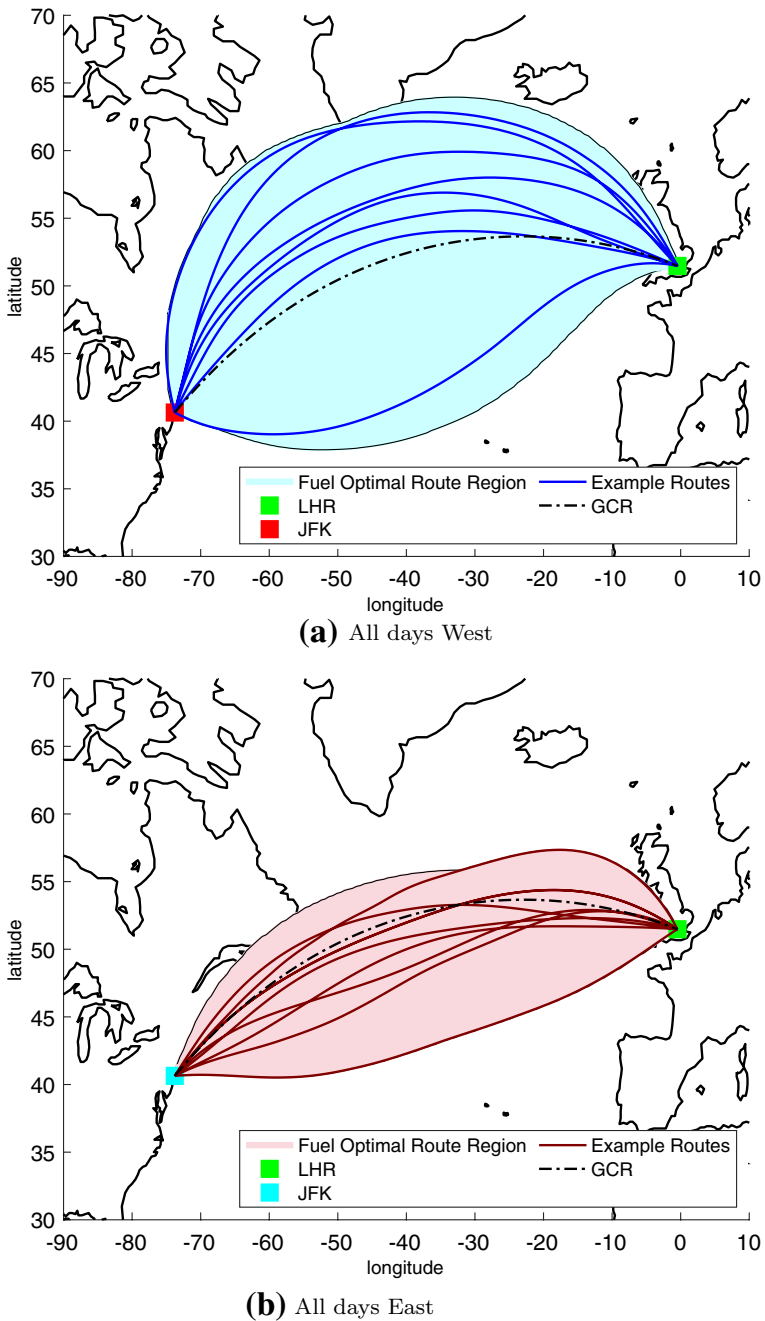 70
65
60
55
50
45
40
35
30
latitude
Fuel Optimal Route Region
Example Routes
LHR
GCR
JFK
-90 -80 -70 -60 -50 -40 -30 -20 -10 0 10
longitude
(a) All days West
70
65
60
55
50
45
40
35
30
latitude
Fuel Optimal Route Region
Example Routes
LHR
GCR
JFK
-90 -80 -70 -60 -50 -40 -30 -20 -10 0 10
longitude
(b) All days East